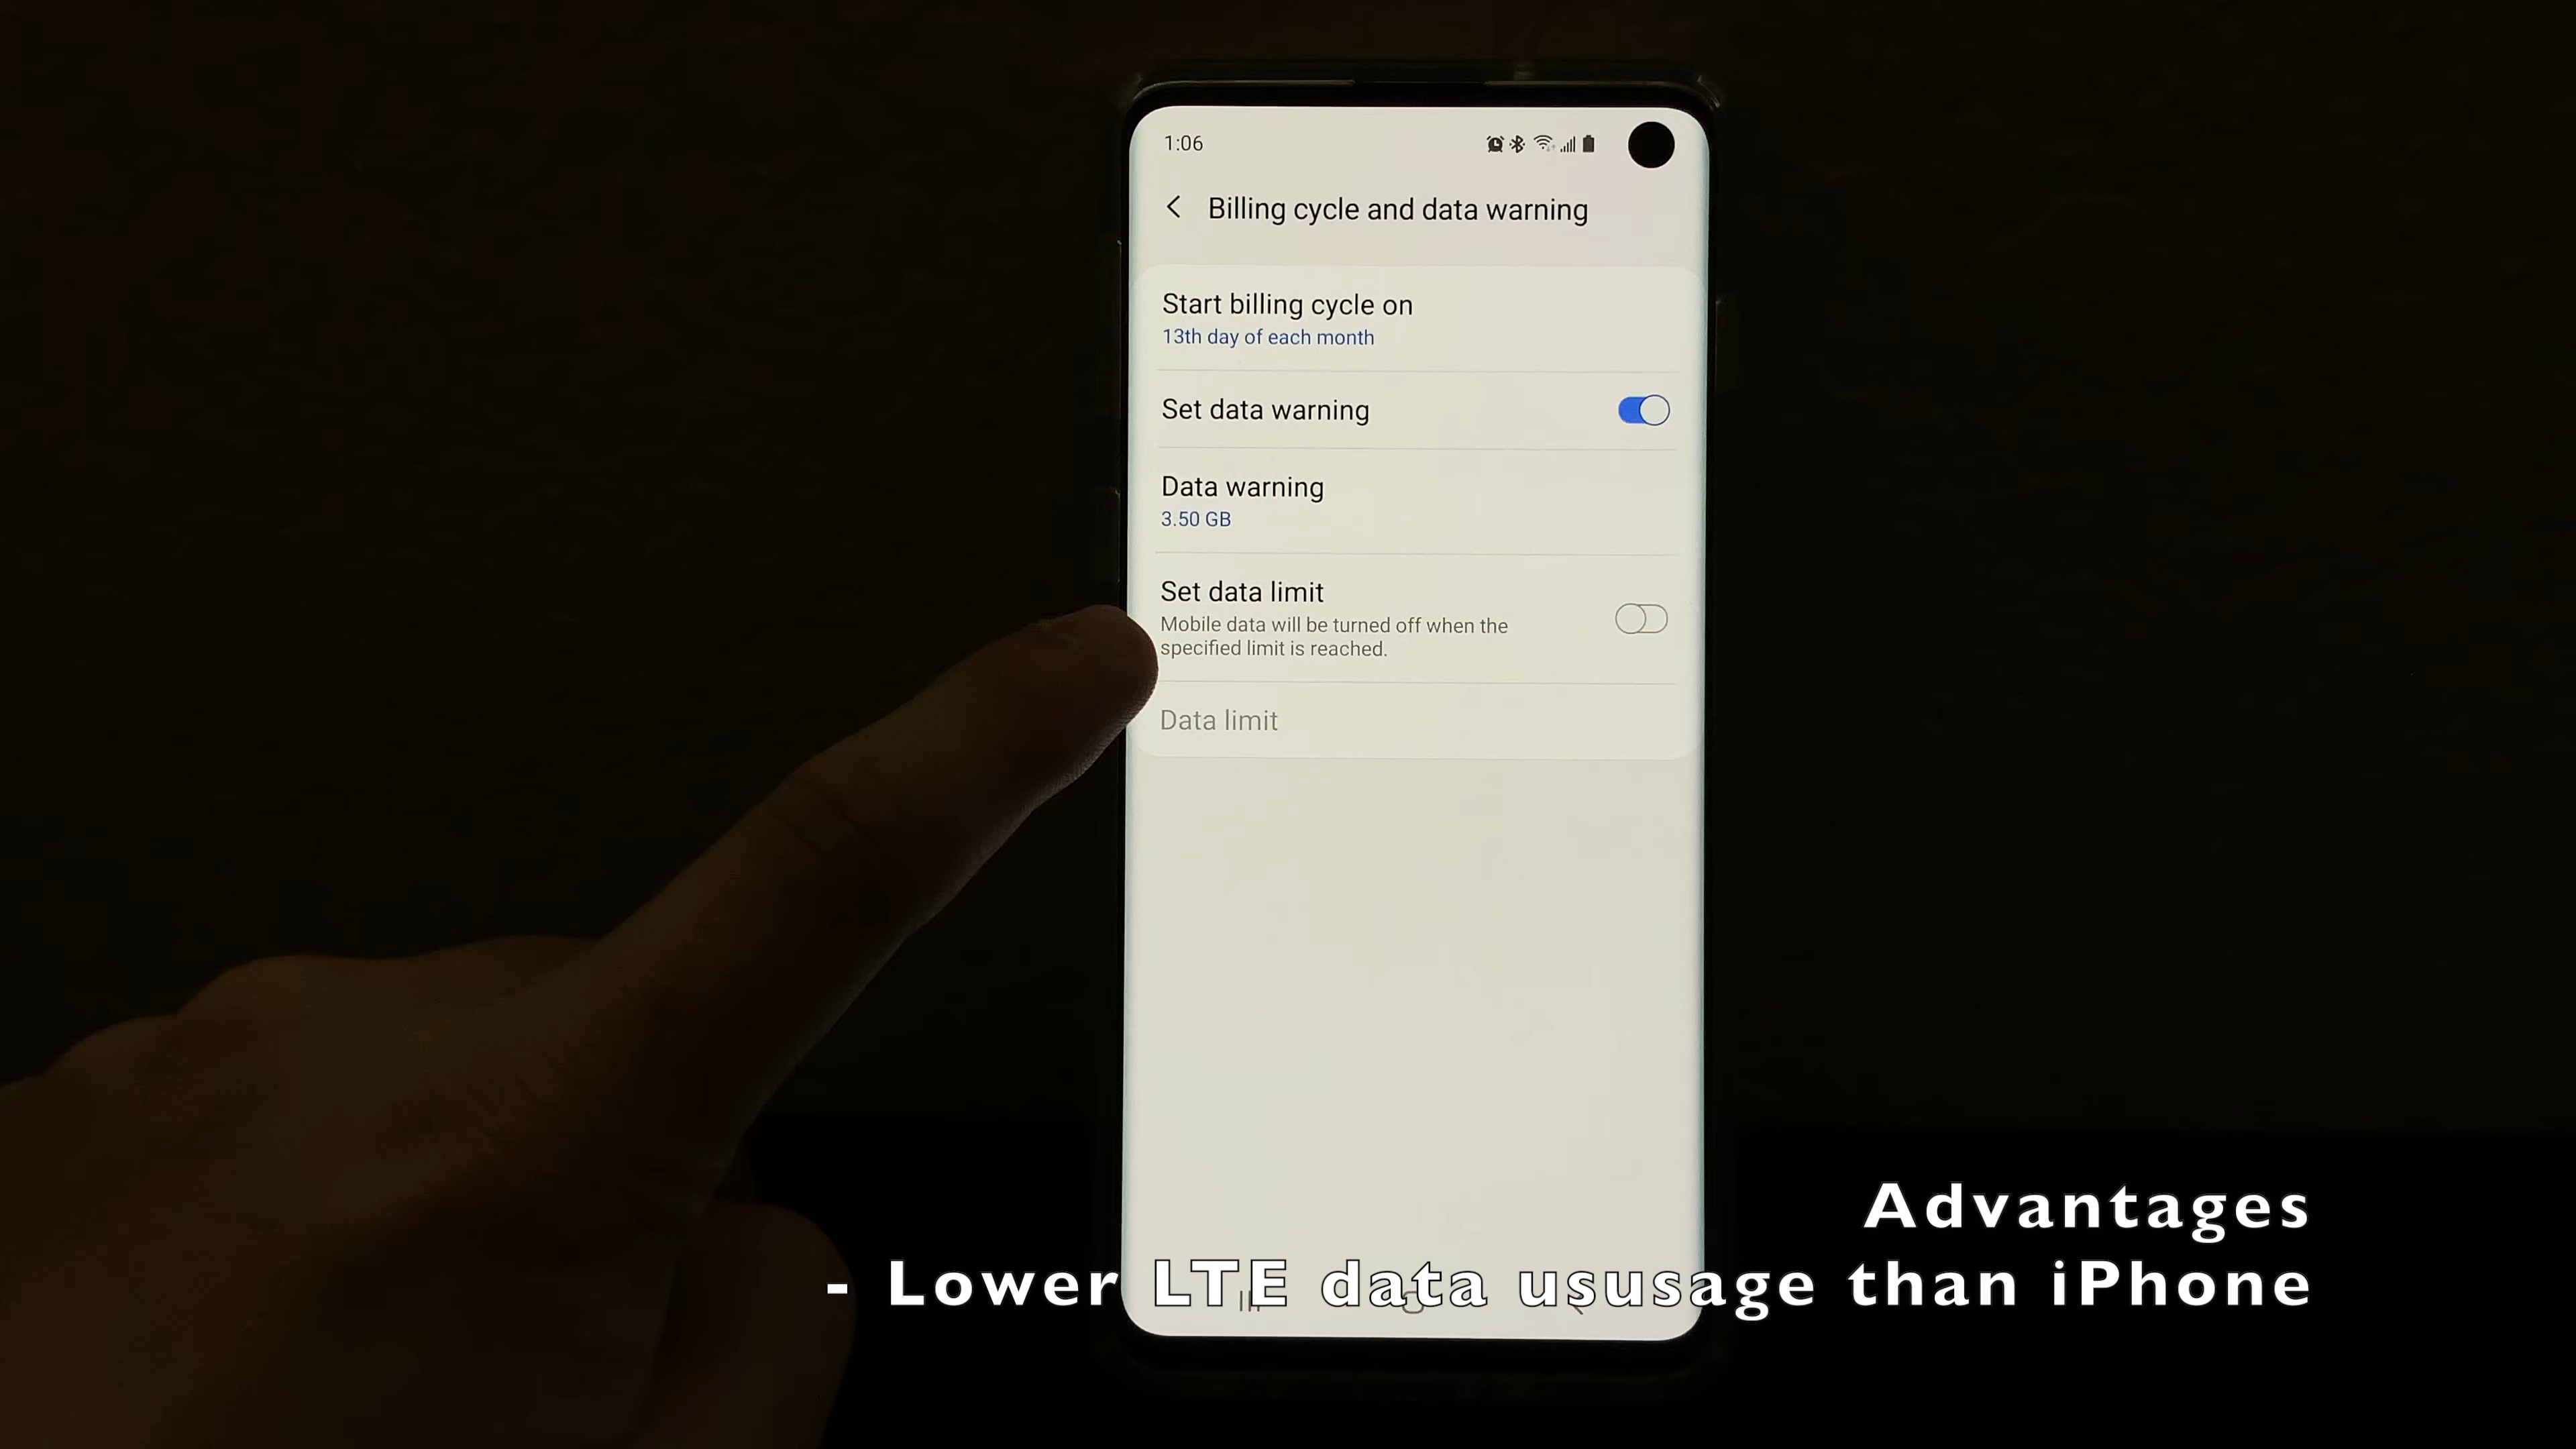 1:06
Billing cycle and data warning
Start billing cycle on
13th day of each month
Set data warning
Data warning
3.50 GB
Set data limit
Mobile data will be turned off when the
specified limit is reached.
Data limit
Advantages
- Lower LTE data ususage than iPhone